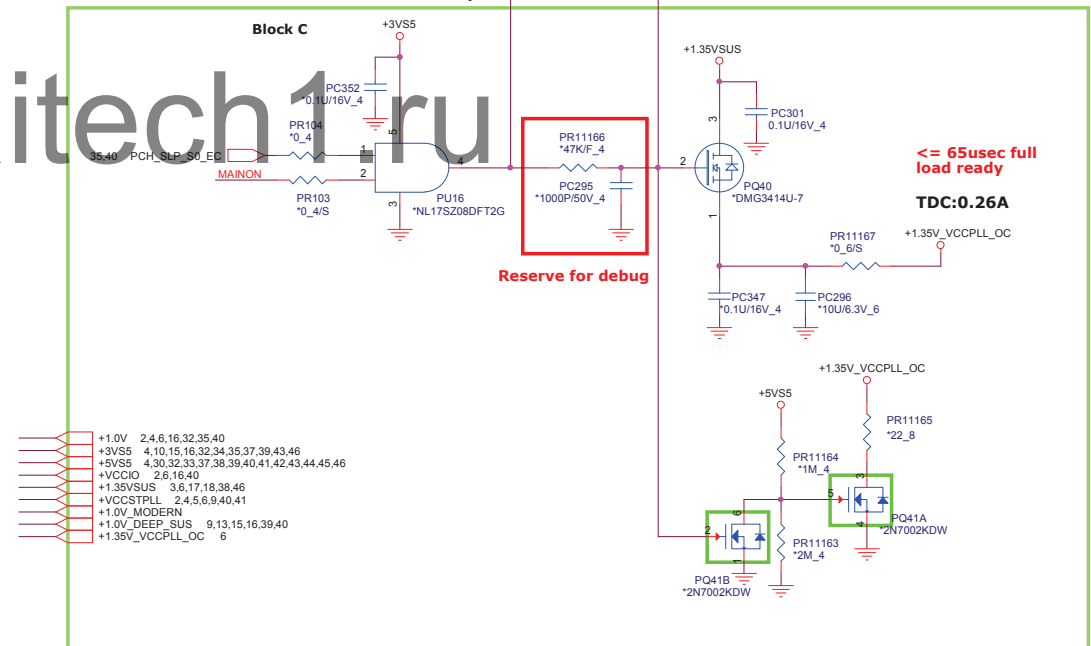 Block C
+3VS5
itech1.ru
PC352
*0.1U/16V_4
PR104
*0_4
35,40 PCH_SLP_S0_EC
MAINON
PR103
*0_4/S
5
1
2
4
3
PU16
*NL17SZ08DFT2G
PR11166
*47K/F_4
PC295
*1000P/50V_4
Reserve for debug
+1.35VSUS
3
PC301
0.1U/16V_4
2
PQ40
*DMG3414U-7
1
<= 65usec full
load ready
TDC:0.26A
PR11167
*0_6/S
+1.35V_VCCPLL_OC
PC347
*0.1U/16V_4
PC296
*10U/6.3V_6
+1.35V_VCCPLL_OC
+5VS5
PR11165
*22_8
PR11164
*1M_4
3
5
4
PQ41A
*2N7002KDW
6
2
1
PR11163
*2M_4
PQ41B
*2N7002KDW
+1.0V 2,4,6,16,32,35,40
+3VS5 4,10,15,16,32,34,35,37,39,43,46
+5VS5 4,30,32,33,37,38,39,40,41,42,43,44,45,46
+VCCIO 2,6,16,40
+1.35VSUS 3,6,17,18,38,46
+VCCSTPLL 2,4,5,6,9,40,41
+1.0V_MODERN
+1.0V_DEEP_SUS 9,13,15,16,39,40
+1.35V_VCCPLL_OC 6